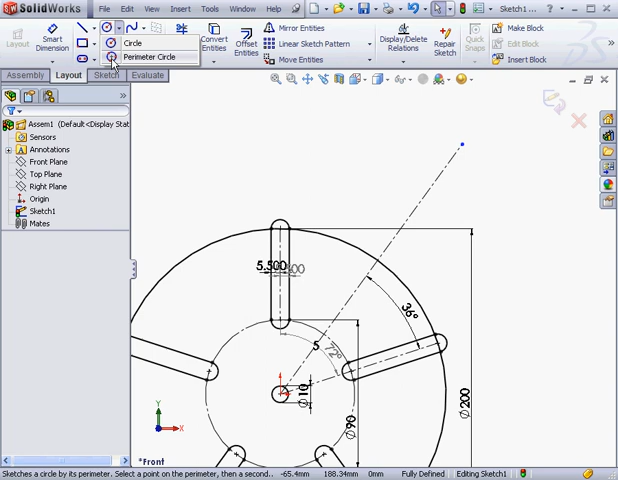 SolidWorks
File Edit View Insert Tools Window Help
Sketch1 ...
Layout
Smart Dimension
Circle
Perimeter Circle
Convert Entities
Offset Entities
Mirror Entities
Linear Sketch Pattern
Move Entities
Display/Delete Relations
Repair Sketch
Quick Snaps
Make Block
Edit Block
Insert Block
Assembly Layout Sketch Evaluate
Assem1 (Default<Display Stat
Sensors
Annotations
Front Plane
Top Plane
Right Plane
Origin
Sketch1
Mates
5.500
36°
5
72°
Ø10
Ø90
Ø200
Y
X
*Front
Sketches a circle by its perimeter. Select a point on the perimeter, then a second.. -65.4mm 188.34mm 0mm Fully Defined Editing Sketch1